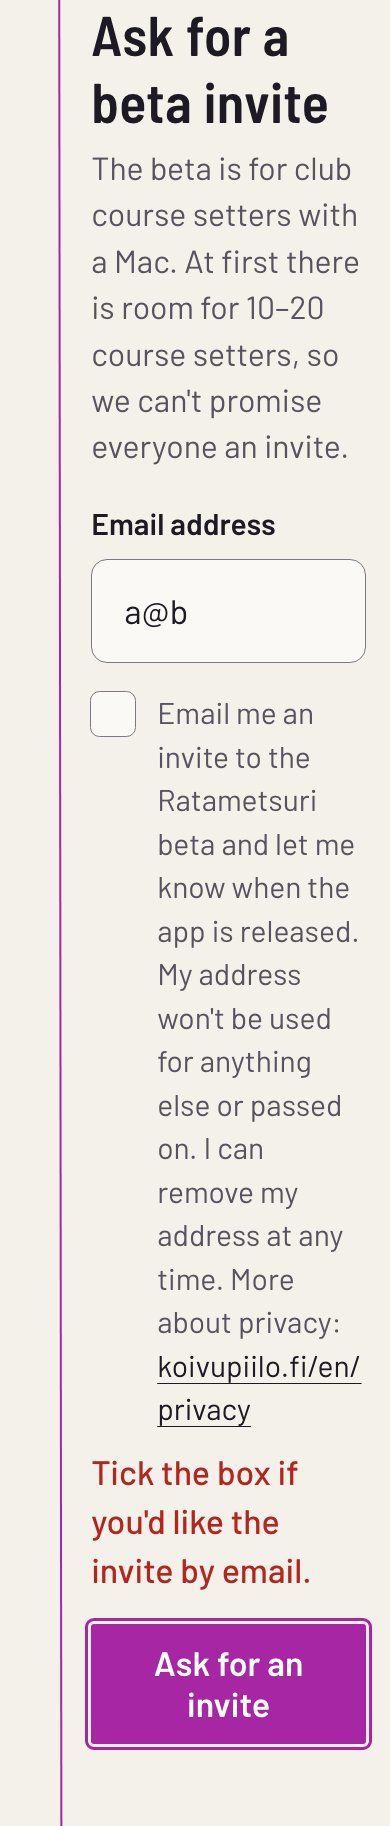 Ask for a
beta invite
The beta is for club
course setters with
a Mac. At first there
is room for 10–20
course setters, so
we can't promise
everyone an invite.
Email address
a@b
Email me an
invite to the
Ratametsuri
beta and let me
know when the
app is released.
My address
won't be used
for anything
else or passed
on. I can
remove my
address at any
time. More
about privacy:
koivupiilo.fi/en/
privacy
Tick the box if
you'd like the
invite by email.
Ask for an
invite